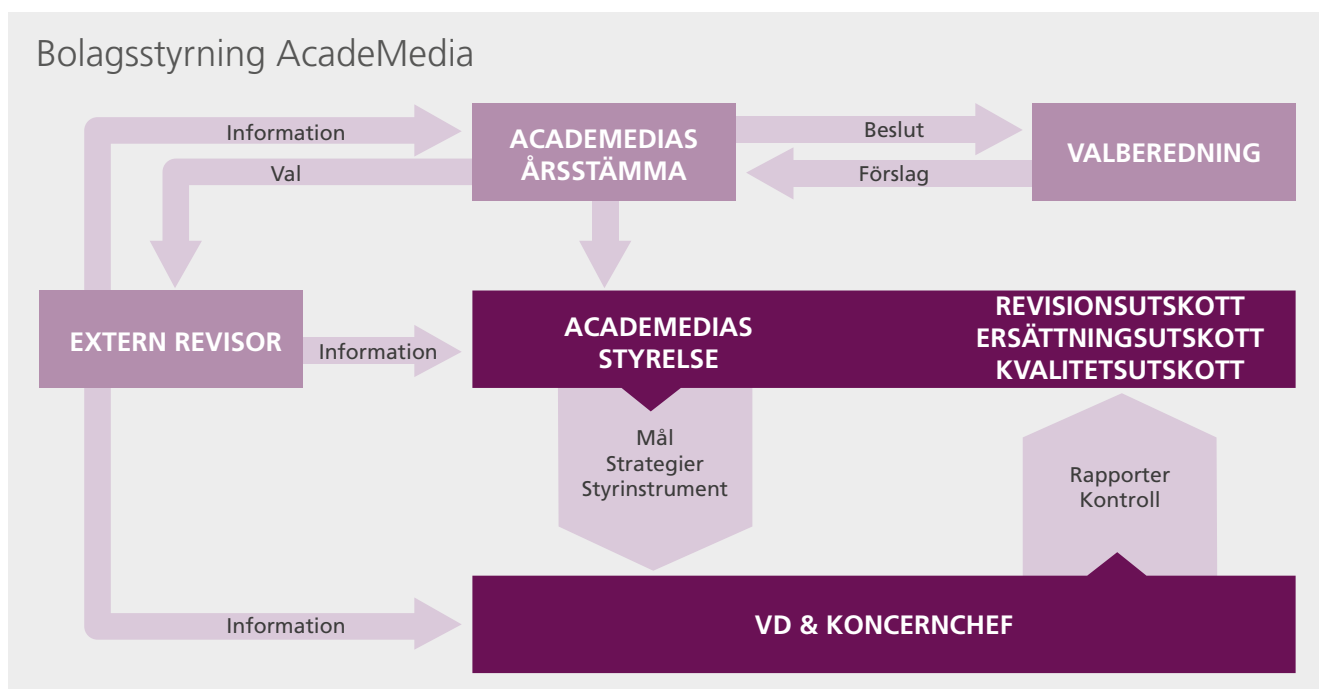 Bolagsstyrning AcadeMedia
Information
ACADEMEDIAS
ÅRSSTÄMMA
Beslut
VALBEREDNING
Val
Förslag
EXTERN REVISOR
Information
ACADEMEDIAS
STYRELSE
REVISIONSUTSKOTT
ERSÄTTNINGSUTSKOTT
KVALITETSUTSKOTT
Mål
Strategier
Styrinstrument
Rapporter
Kontroll
Information
VD & KONCERNCHEF